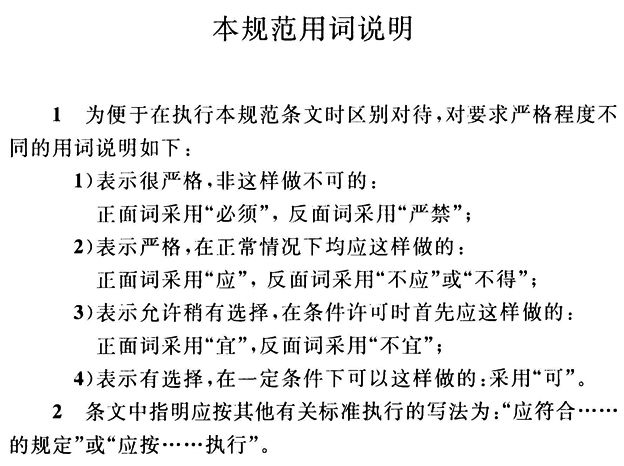 本规范用词说明
1 为便于在执行本规范条文时区别对待,对要求严格程度不
同的用词说明如下:
1)表示很严格,非这样做不可的:
正面词采用“必须”, 反面词采用“严禁”;
2)表示严格,在正常情况下均应这样做的:
正面词采用“应”, 反面词采用“不应”或“不得”;
3)表示允许稍有选择,在条件许可时首先应这样做的:
正面词采用“宜”,反面词采用“不宜”;
4)表示有选择,在一定条件下可以这样做的:采用“可”。
2 条文中指明应按其他有关标准执行的写法为:“应符合……
的规定”或“应按……执行”。